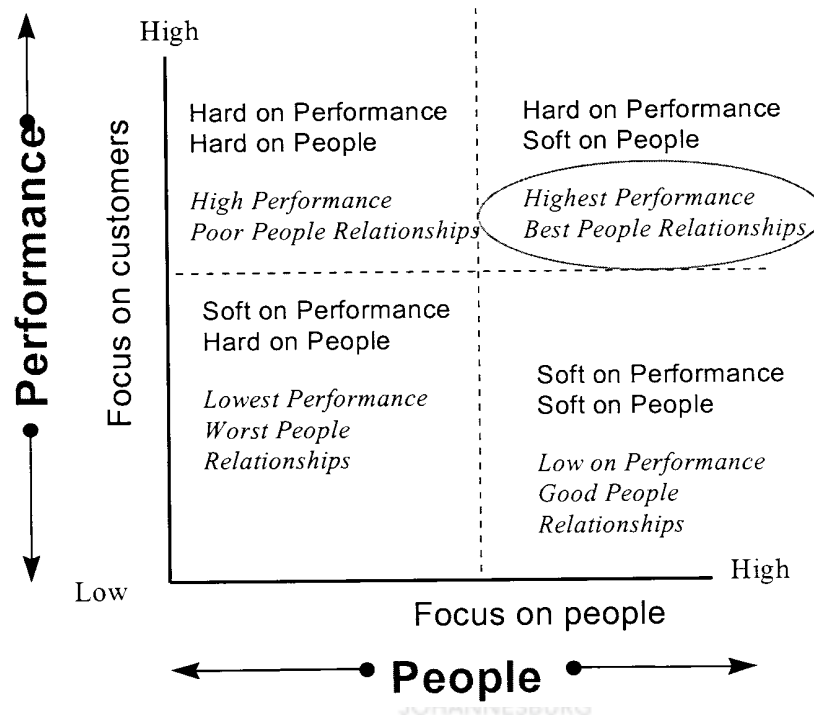 High
Performance
Focus on customers
Hard on Performance
Hard on People
High Performance
Poor People Relationships
Hard on Performance
Soft on People
Highest Performance
Best People Relationships
Soft on Performance
Hard on People
Lowest Performance
Worst People
Relationships
Soft on Performance
Soft on People
Low on Performance
Good People
Relationships
Low
High
Focus on people
People
JOHANNESBURG